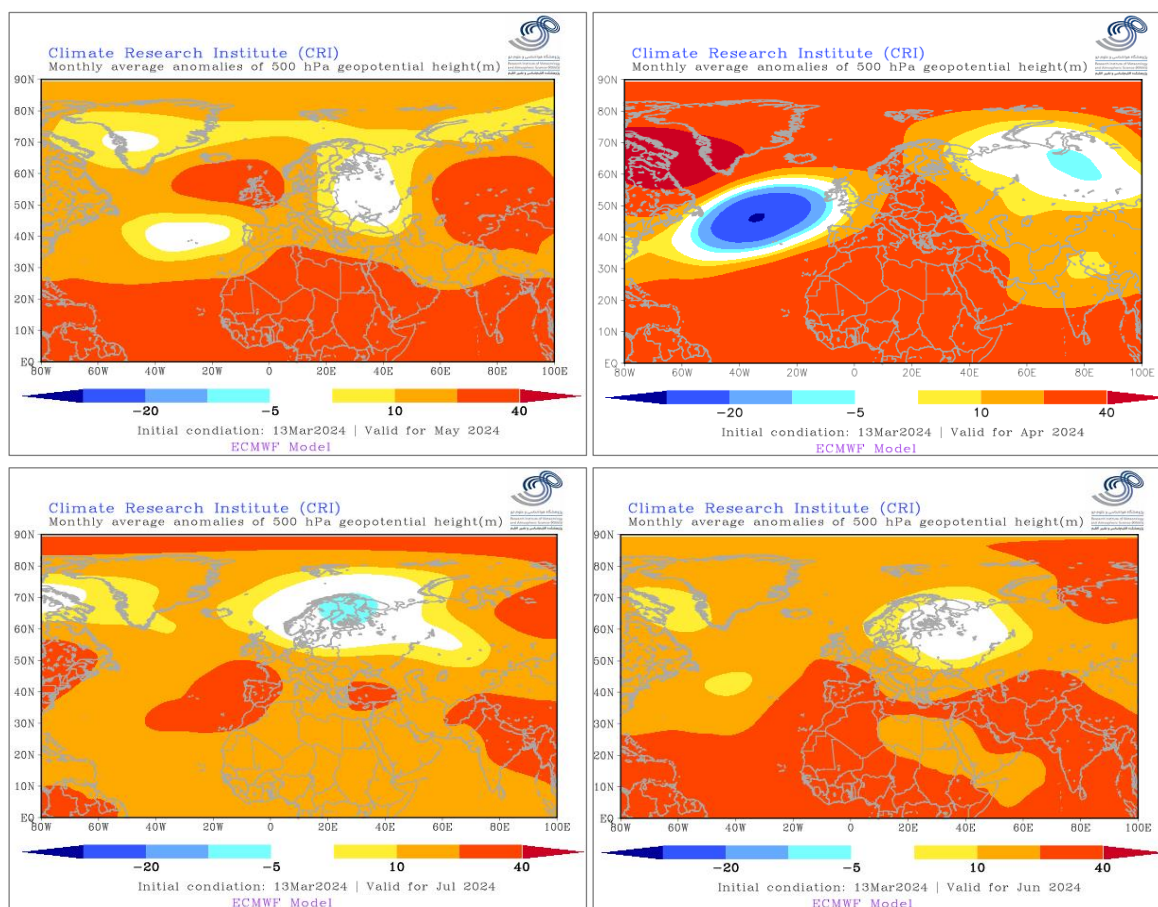 Climate Research Institute (CRI)
Monthly average anomalies of 500 hPa geopotential height(m)
90N
80N
70N
60N
50N
40N
30N
20N
10N
EQ
80W 60W 40W 20W 0 20E 40E 60E 80E 100E
-20 -5 10 25 40
Initial condiation: 13Mar2024 | Valid for May 2024
ECMWF Model
Climate Research Institute (CRI)
Monthly average anomalies of 500 hPa geopotential height(m)
90N
80N
70N
60N
50N
40N
30N
20N
10N
EQ
80W 60W 40W 20W 0 20E 40E 60E 80E 100E
-20 -5 10 25 40
Initial condiation: 13Mar2024 | Valid for Apr 2024
ECMWF Model
Climate Research Institute (CRI)
Monthly average anomalies of 500 hPa geopotential height(m)
90N
80N
70N
60N
50N
40N
30N
20N
10N
EQ
80W 60W 40W 20W 0 20E 40E 60E 80E 100E
-20 -5 10 25 40
Initial condiation: 13Mar2024 | Valid for Jul 2024
ECMWF Model
Climate Research Institute (CRI)
Monthly average anomalies of 500 hPa geopotential height(m)
90N
80N
70N
60N
50N
40N
30N
20N
10N
EQ
80W 60W 40W 20W 0 20E 40E 60E 80E 100E
-20 -5 10 25 40
Initial condiation: 13Mar2024 | Valid for Jun 2024
ECMWF Model